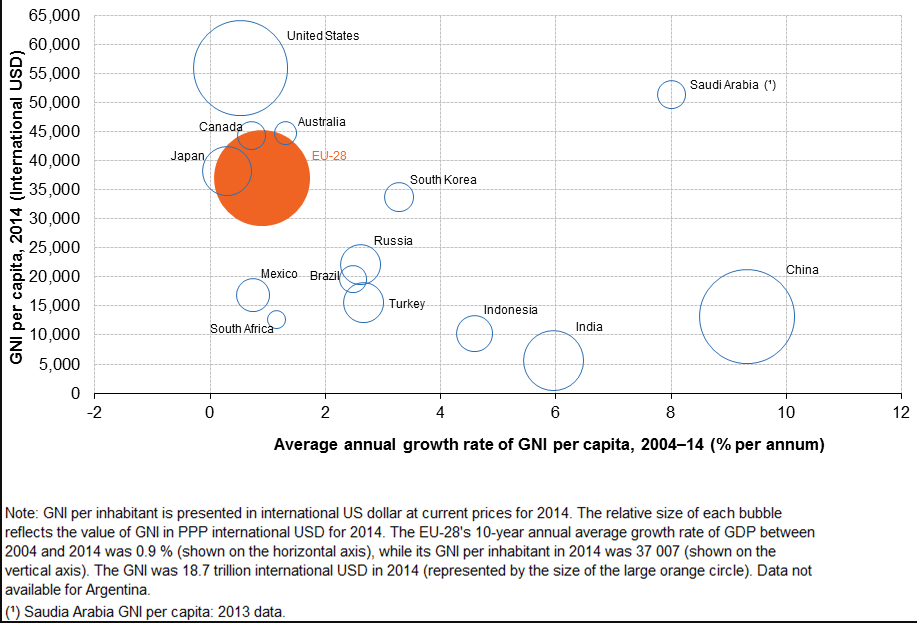 GNI per capita, 2014 (International USD)
65,000
60,000
55,000
50,000
45,000
40,000
35,000
30,000
25,000
20,000
15,000
10,000
5,000
0
United States
Saudi Arabia (¹)
Canada
Australia
Japan
EU-28
South Korea
Russia
Mexico
Brazil
China
Turkey
South Africa
Indonesia
India
-2 0 2 4 6 8 10 12
Average annual growth rate of GNI per capita, 2004–14 (% per annum)
Note: GNI per inhabitant is presented in international US dollar at current prices for 2014. The relative size of each bubble
reflects the value of GNI in PPP international USD for 2014. The EU-28's 10-year annual average growth rate of GDP between
2004 and 2014 was 0.9 % (shown on the horizontal axis), while its GNI per inhabitant in 2014 was 37 007 (shown on the
vertical axis). The GNI was 18.7 trillion international USD in 2014 (represented by the size of the large orange circle). Data not
available for Argentina.
(¹) Saudia Arabia GNI per capita: 2013 data.